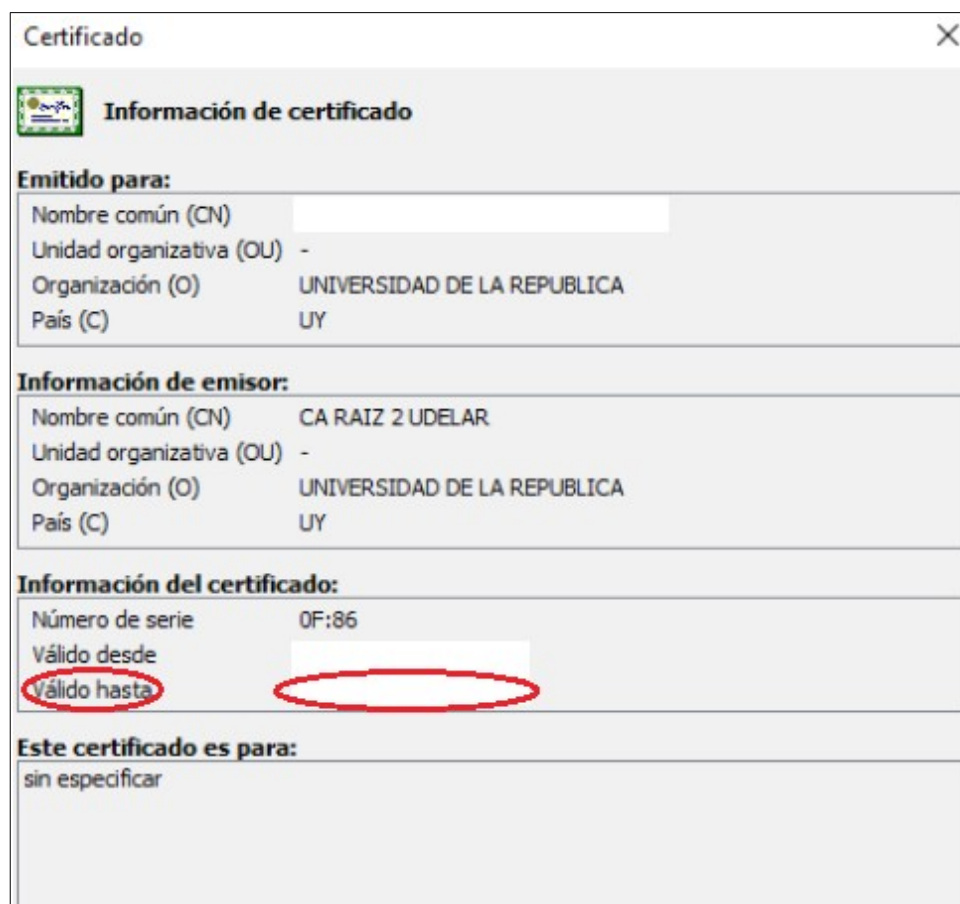 Certificado
Información de certificado
Emitido para:
Nombre común (CN)
Unidad organizativa (OU) -
Organización (O) UNIVERSIDAD DE LA REPUBLICA
País (C) UY
Información de emisor:
Nombre común (CN) CA RAIZ 2 UDELAR
Unidad organizativa (OU) -
Organización (O) UNIVERSIDAD DE LA REPUBLICA
País (C) UY
Información del certificado:
Número de serie 0F:86
Válido desde
Válido hasta
Este certificado es para:
sin especificar